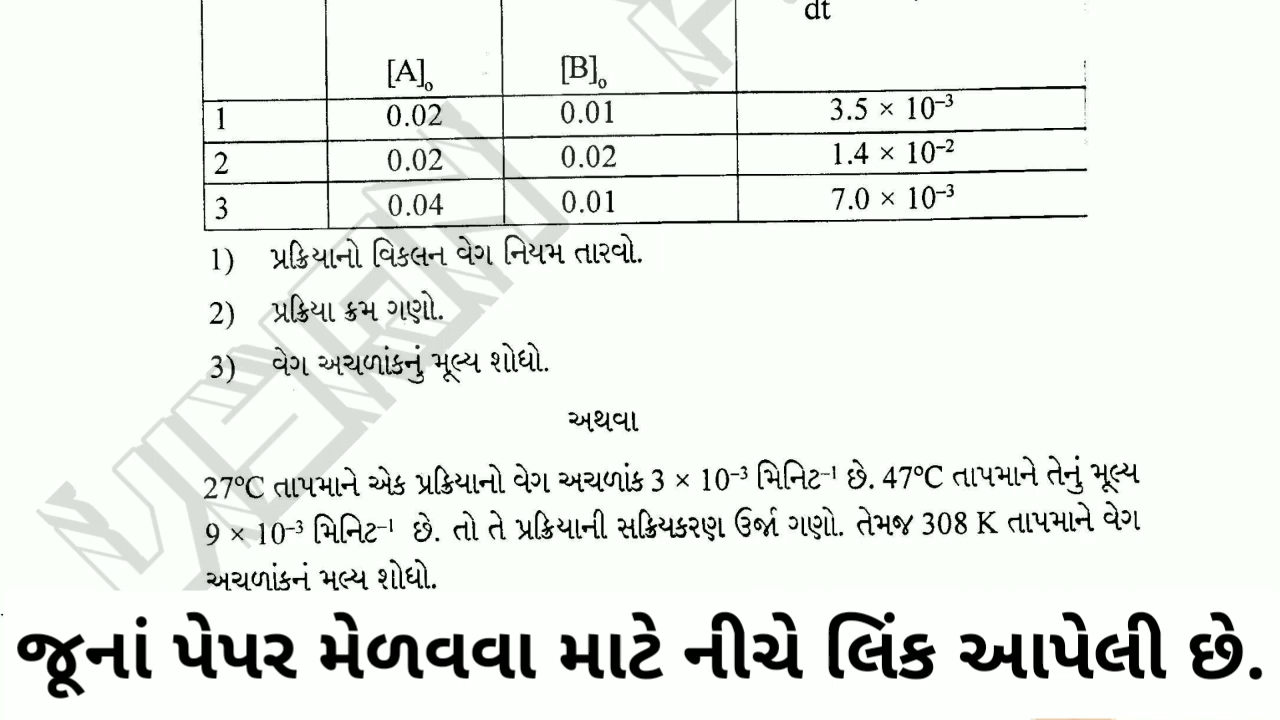 dt
[A]₀ [B]₀
1 0.02 0.01 3.5 × 10⁻³
2 0.02 0.02 1.4 × 10⁻²
3 0.04 0.01 7.0 × 10⁻³
1) પ્રક્રિયાનો વિકલન વેગ નિયમ તારવો.
2) પ્રક્રિયા ક્રમ ગણો.
3) વેગ અચળાંકનું મૂલ્ય શોધો.
અથવા
27°C તાપમાને એક પ્રક્રિયાનો વેગ અચળાંક 3 × 10⁻³ મિનિટ⁻¹ છે. 47°C તાપમાને તેનું મૂલ્ય
9 × 10⁻³ મિનિટ⁻¹ છે. તો તે પ્રક્રિયાની સક્રિયકરણ ઉર્જા ગણો. તેમજ 308 K તાપમાને વેગ
અચળાંકનં મલ્ય શોધો.
જૂનાં પેપર મેળવવા માટે નીચે લિંક આપેલી છે.